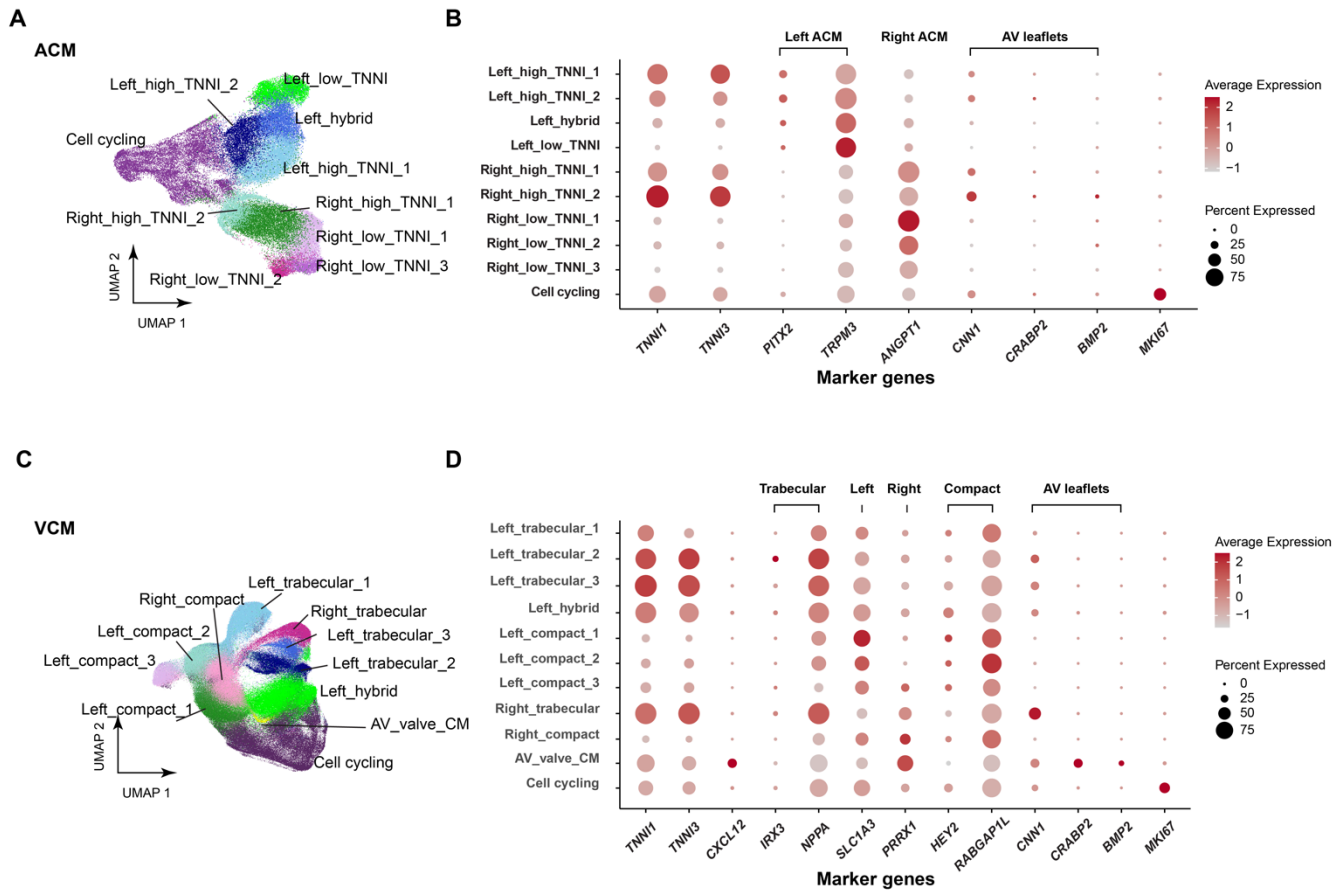 A
ACM
Left_high_TNNI_2
Left_low_TNNI
Left_hybrid
Cell cycling
Left_high_TNNI_1
Right_high_TNNI_1
Right_high_TNNI_2
Right_low_TNNI_1
Right_low_TNNI_3
Right_low_TNNI_2
UMAP 2
UMAP 1
B
Left ACM
Right ACM
AV leaflets
Left_high_TNNI_1
Left_high_TNNI_2
Left_hybrid
Left_low_TNNI
Right_high_TNNI_1
Right_high_TNNI_2
Right_low_TNNI_1
Right_low_TNNI_2
Right_low_TNNI_3
Cell cycling
TNNI1
TNNI3
PITX2
TRPM3
ANGPT1
CNN1
CRABP2
BMP2
MKI67
Marker genes
Average Expression
2
1
0
−1
Percent Expressed
0
25
50
75
C
VCM
Left_trabecular_1
Right_compact
Right_trabecular
Left_compact_2
Left_trabecular_3
Left_compact_3
Left_trabecular_2
Left_hybrid
Left_compact_1
AV_valve_CM
Cell cycling
UMAP 2
UMAP 1
D
Trabecular
Left
Right
Compact
AV leaflets
Left_trabecular_1
Left_trabecular_2
Left_trabecular_3
Left_hybrid
Left_compact_1
Left_compact_2
Left_compact_3
Right_trabecular
Right_compact
AV_valve_CM
Cell cycling
TNNI1
TNNI3
CXCL12
IRX3
NPPA
SLC1A3
PRRX1
HEY2
RABGAP1L
CNN1
CRABP2
BMP2
MKI67
Marker genes
Average Expression
2
1
0
−1
Percent Expressed
0
25
50
75